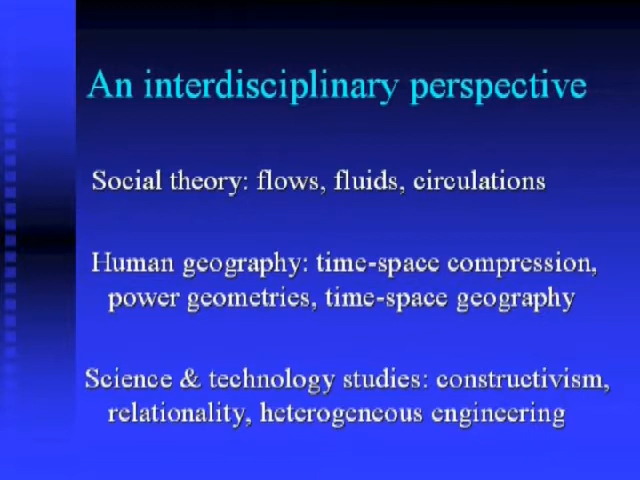 An interdisciplinary perspective
Social theory: flows, fluids, circulations
Human geography: time-space compression,
power geometries, time-space geography
Science & technology studies: constructivism,
relationality, heterogeneous engineering